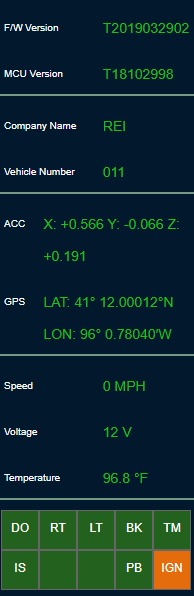 F/W Version T2019032902
MCU Version T18102998
Company Name REI
Vehicle Number 011
ACC X: +0.566 Y: -0.066 Z:
+0.191
GPS LAT: 41° 12.00012"N
LON: 96° 0.78040'W
Speed 0 MPH
Voltage 12 V
Temperature 96.8 °F
DO RT LT BK TM
IS PB IGN